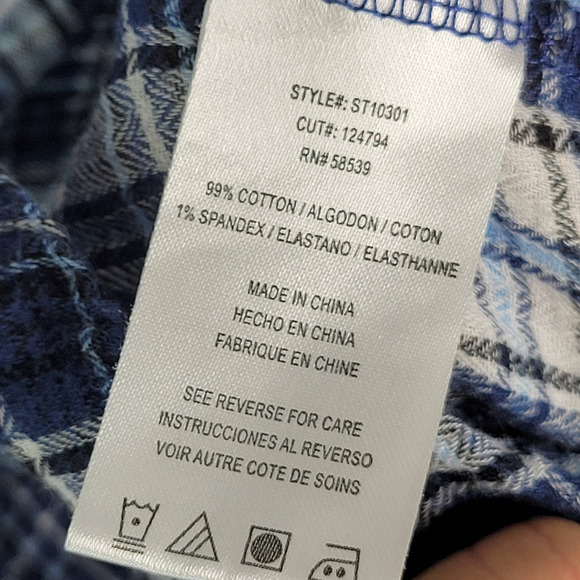 STYLE#: ST10301
CUT#: 124794
RN# 58539
99% COTTON / ALGODON / COTON
1% SPANDEX / ELASTANO / ELASTHANNE
MADE IN CHINA
HECHO EN CHINA
FABRIQUE EN CHINE
SEE REVERSE FOR CARE
INSTRUCCIONES AL REVERSO
VOIR AUTRE COTE DE SOINS